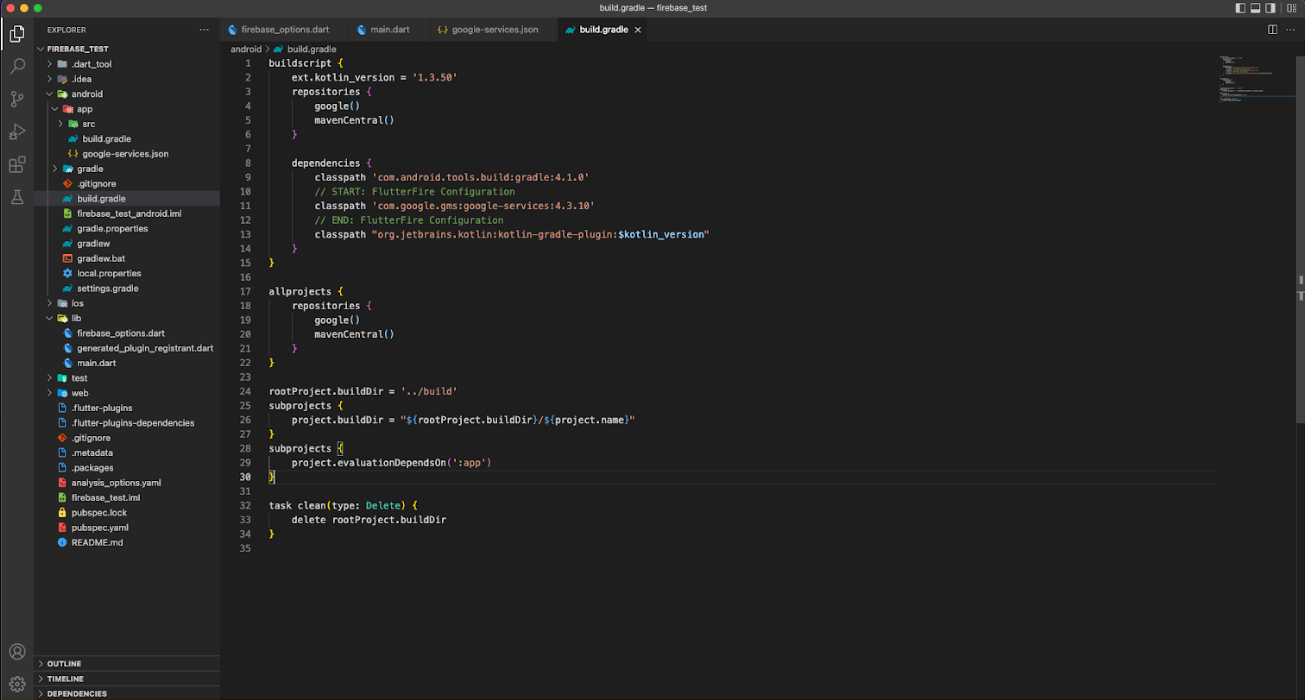 build.gradle — firebase_test
EXPLORER
FIREBASE_TEST
.dart_tool
.idea
android
app
src
build.gradle
google-services.json
gradle
.gitignore
build.gradle
firebase_test_android.iml
gradle.properties
gradlew
gradlew.bat
local.properties
settings.gradle
ios
lib
firebase_options.dart
generated_plugin_registrant.dart
main.dart
test
web
.flutter-plugins
.flutter-plugins-dependencies
.gitignore
.metadata
.packages
analysis_options.yaml
firebase_test.iml
pubspec.lock
pubspec.yaml
README.md
OUTLINE
TIMELINE
DEPENDENCIES
firebase_options.dart main.dart {} google-services.json build.gradle
android > build.gradle
1 buildscript {
2 ext.kotlin_version = '1.3.50'
3 repositories {
4 google()
5 mavenCentral()
6 }
7
8 dependencies {
9 classpath 'com.android.tools.build:gradle:4.1.0'
10 // START: FlutterFire Configuration
11 classpath 'com.google.gms:google-services:4.3.10'
12 // END: FlutterFire Configuration
13 classpath "org.jetbrains.kotlin:kotlin-gradle-plugin:$kotlin_version"
14 }
15 }
16
17 allprojects {
18 repositories {
19 google()
20 mavenCentral()
21 }
22 }
23
24 rootProject.buildDir = '../build'
25 subprojects {
26 project.buildDir = "${rootProject.buildDir}/${project.name}"
27 }
28 subprojects {
29 project.evaluationDependsOn(':app')
30 }
31
32 task clean(type: Delete) {
33 delete rootProject.buildDir
34 }
35